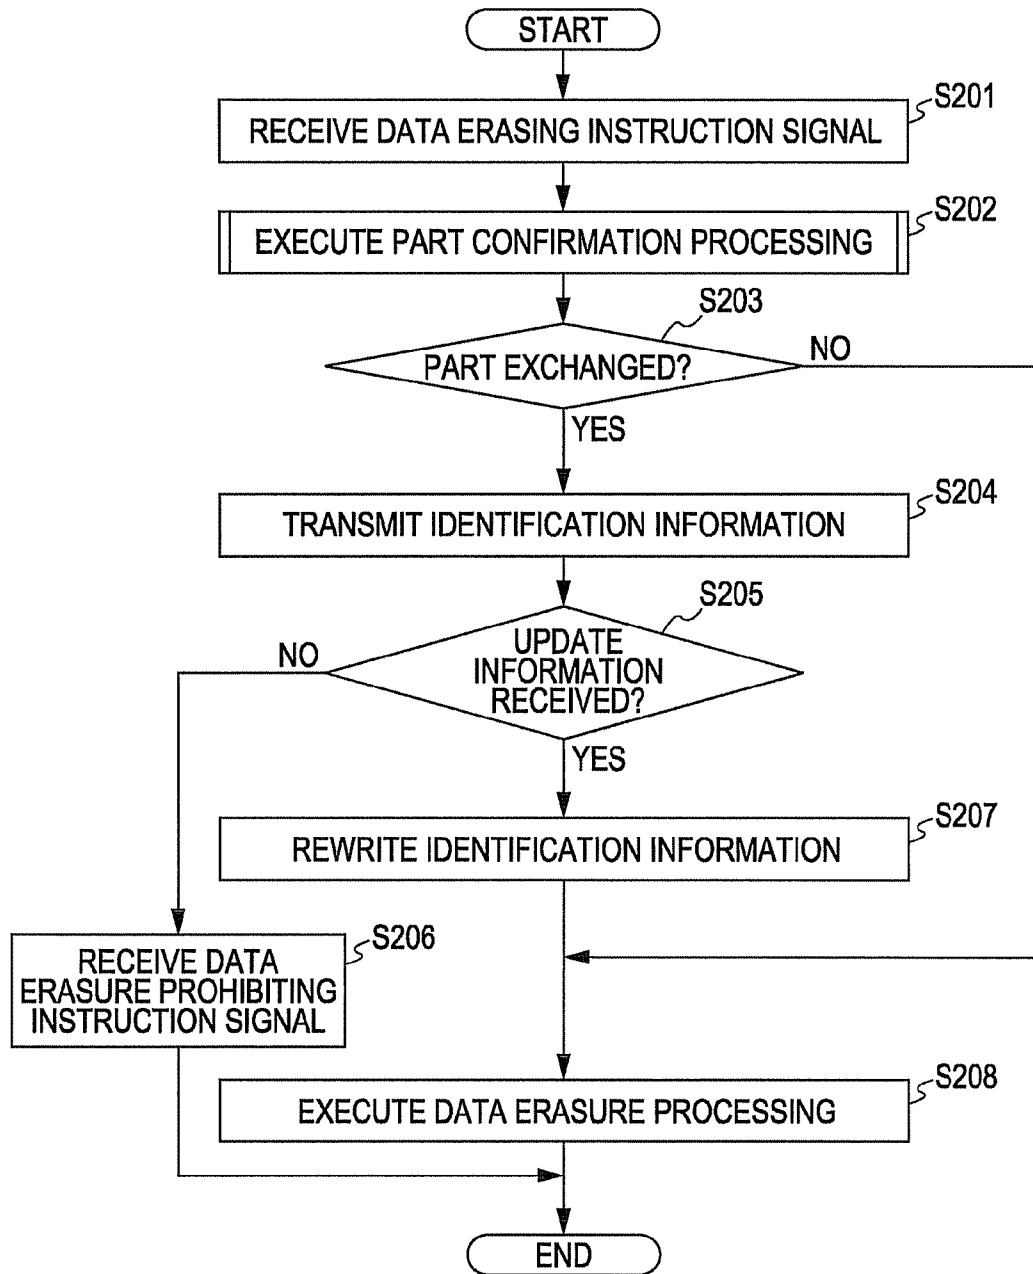 START
S201
RECEIVE DATA ERASING INSTRUCTION SIGNAL
S202
EXECUTE PART CONFIRMATION PROCESSING
S203
PART EXCHANGED?
NO
YES
S204
TRANSMIT IDENTIFICATION INFORMATION
S205
NO
UPDATE
INFORMATION
RECEIVED?
YES
S207
REWRITE IDENTIFICATION INFORMATION
S206
RECEIVE DATA
ERASURE PROHIBITING
INSTRUCTION SIGNAL
S208
EXECUTE DATA ERASURE PROCESSING
END